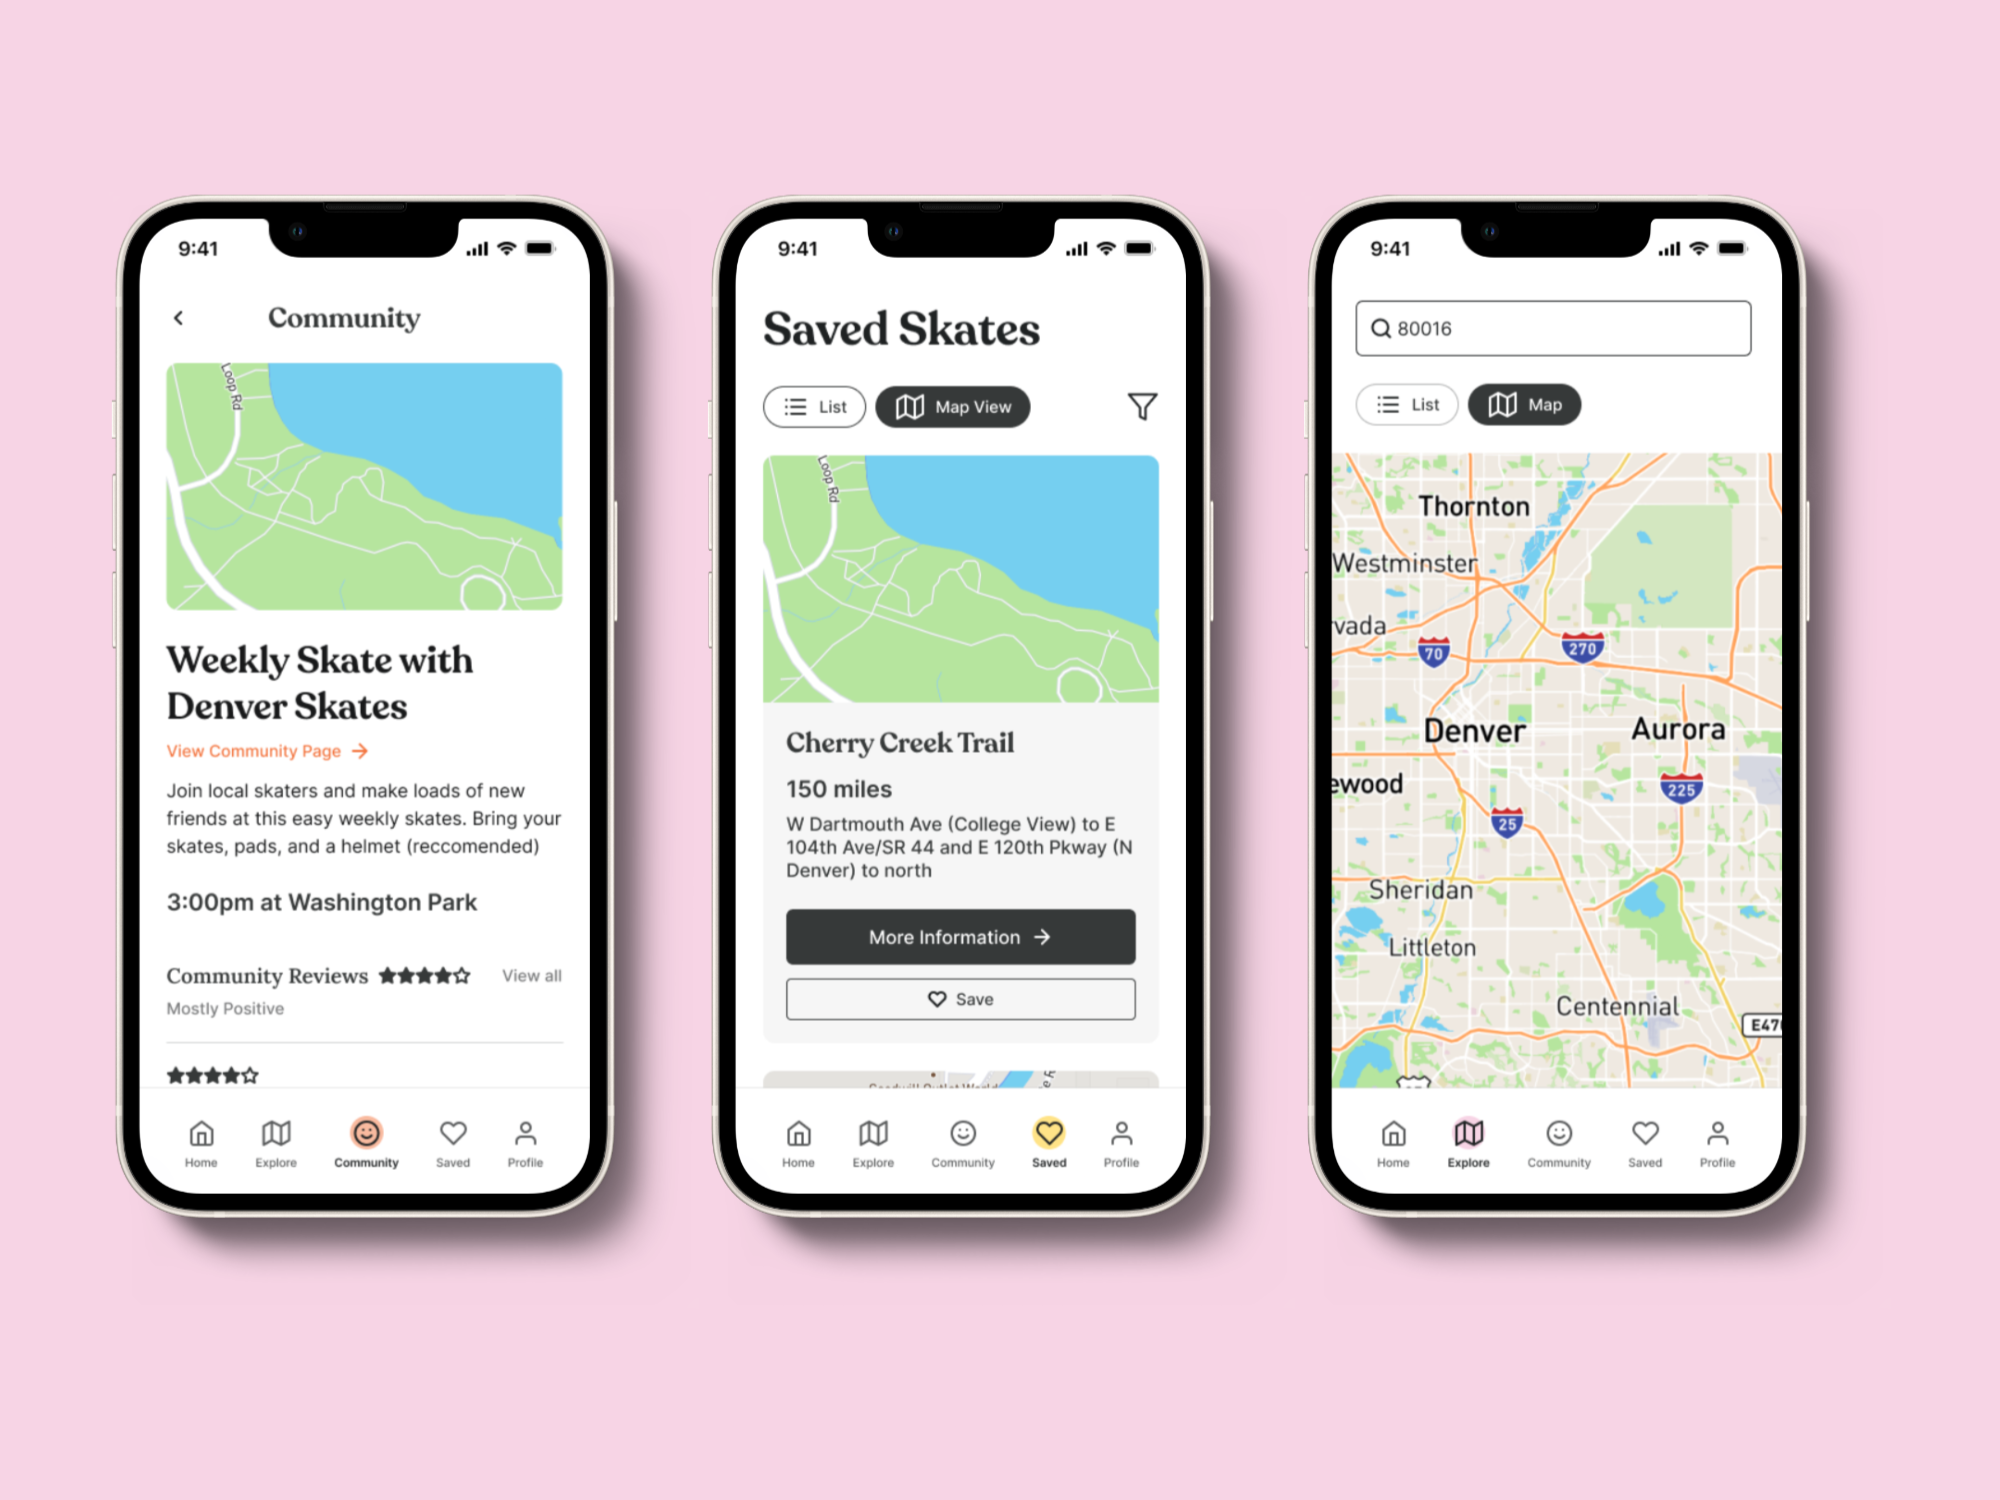 9:41
Community
Loop Rd
Weekly Skate with
Denver Skates
View Community Page
Join local skaters and make loads of new
friends at this easy weekly skates. Bring your
skates, pads, and a helmet (reccomended)
3:00pm at Washington Park
Community Reviews
View all
Mostly Positive
Home
Explore
Community
Saved
Profile
9:41
Saved Skates
List
Map View
Loop Rd
Cherry Creek Trail
150 miles
W Dartmouth Ave (College View) to E
104th Ave/SR 44 and E 120th Pkway (N
Denver) to north
More Information
Save
Goodwill Outlet World
Home
Explore
Community
Saved
Profile
9:41
80016
List
Map
Thornton
Westminster
vada
70
270
Denver
Aurora
ewood
225
25
Sheridan
Littleton
Centennial
E470
Home
Explore
Community
Saved
Profile